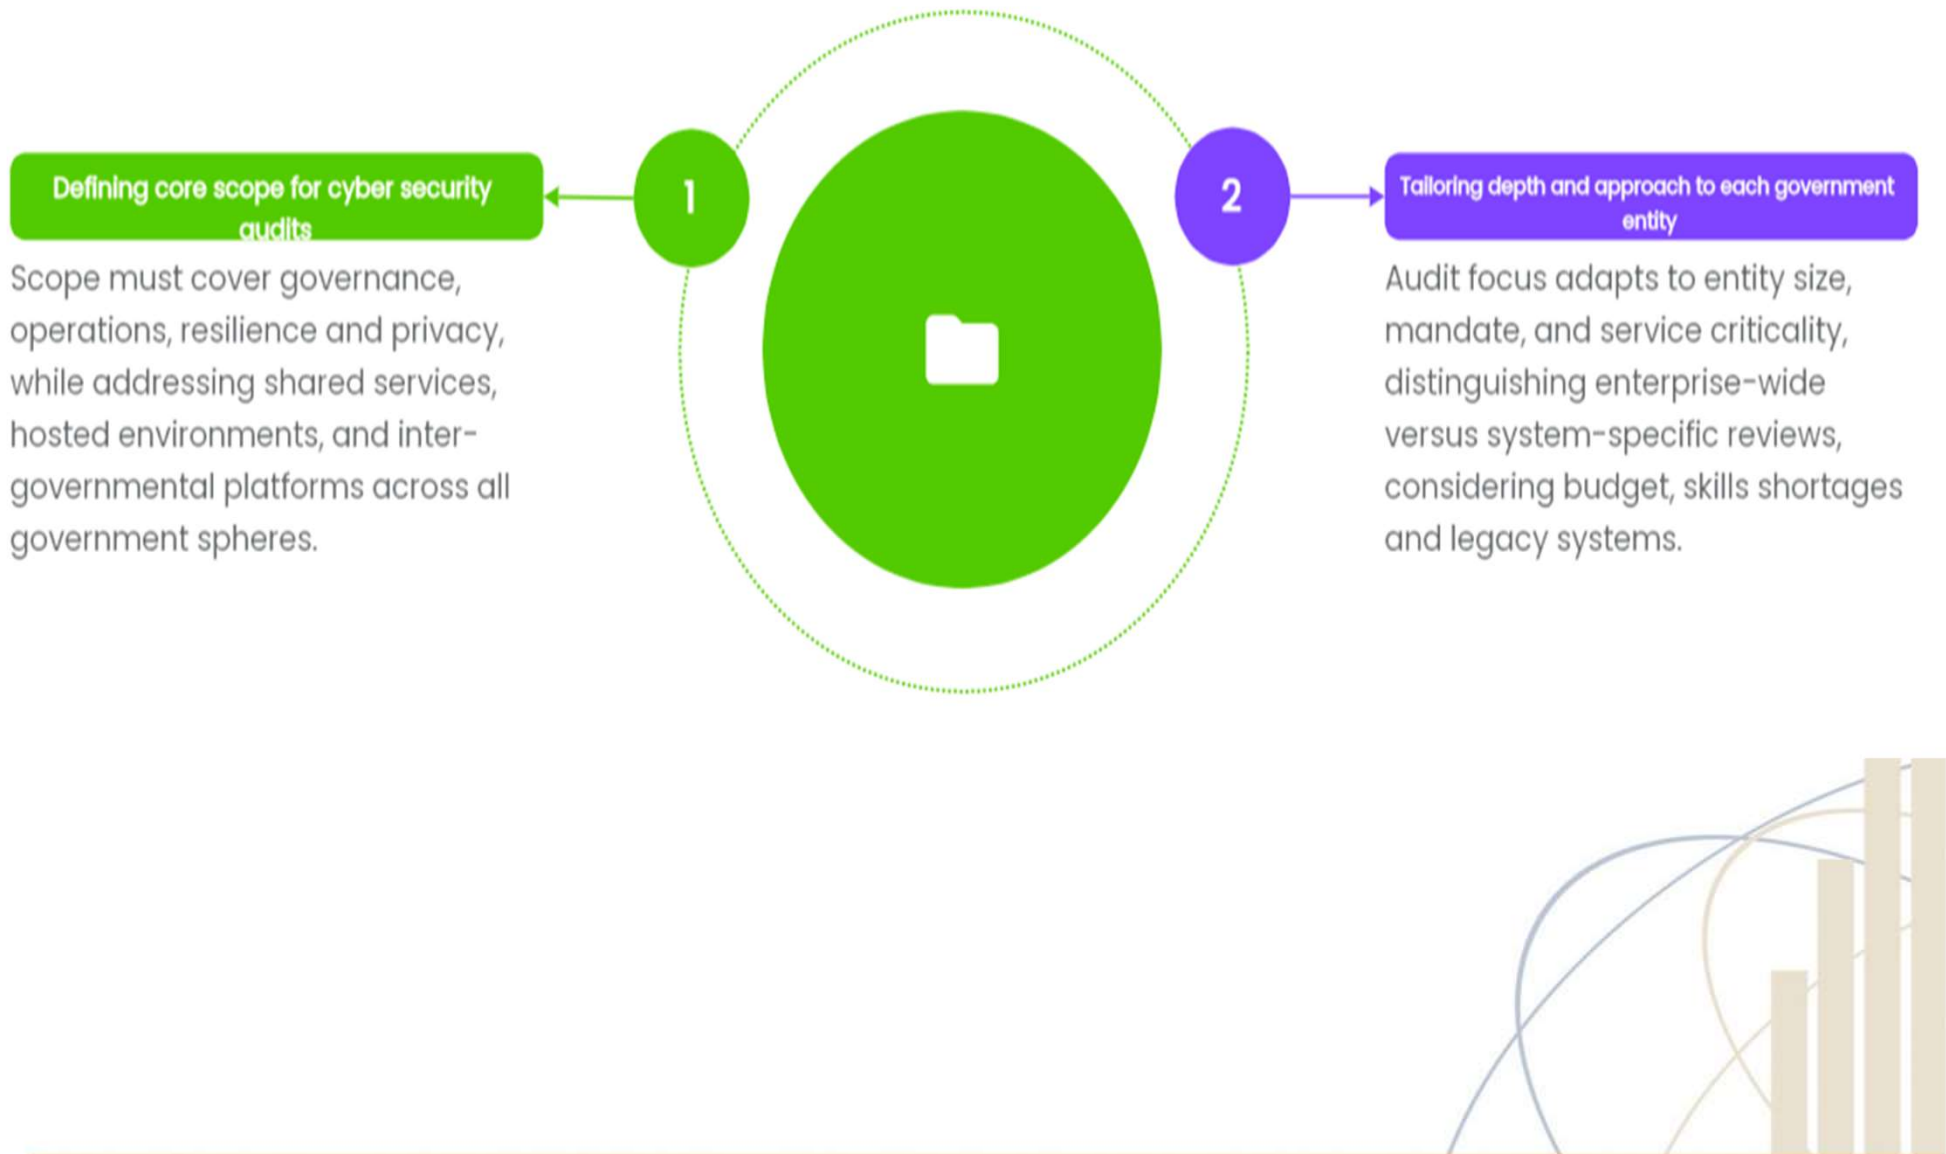 Defining core scope for cyber security
audits
Scope must cover governance,
operations, resilience and privacy,
while addressing shared services,
hosted environments, and inter-
governmental platforms across all
government spheres.
1
2
Tailoring depth and approach to each government
entity
Audit focus adapts to entity size,
mandate, and service criticality,
distinguishing enterprise-wide
versus system-specific reviews,
considering budget, skills shortages
and legacy systems.